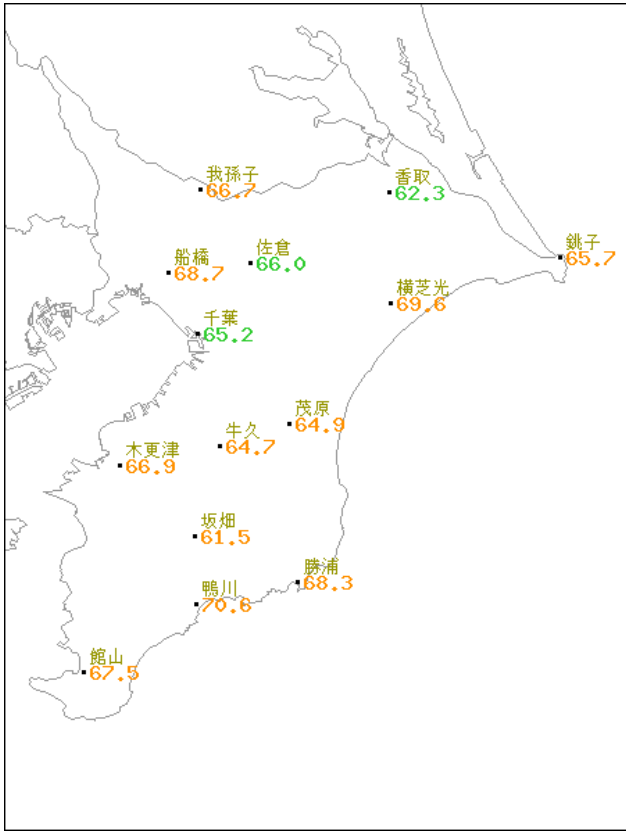 我孫子
66.7
香取
62.3
銚子
65.7
佐倉
66.0
船橋
68.7
横芝光
69.6
千葉
65.2
茂原
64.9
牛久
64.7
木更津
66.9
坂畑
61.5
勝浦
68.3
鴨川
70.6
館山
67.5